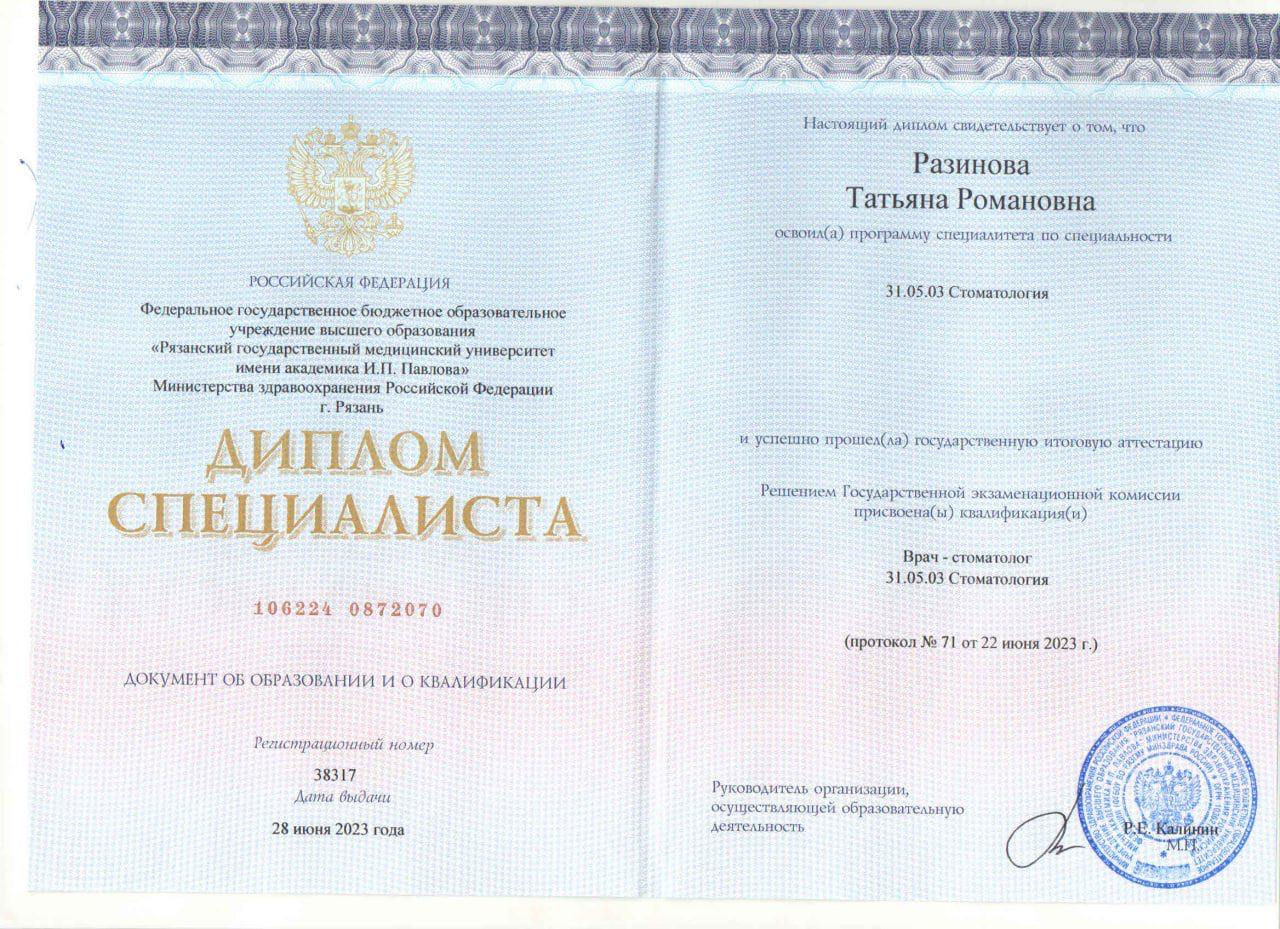 РОССИЙСКАЯ ФЕДЕРАЦИЯ
Федеральное государственное бюджетное образовательное
учреждение высшего образования
«Рязанский государственный медицинский университет
имени академика И.П. Павлова»
Министерства здравоохранения Российской Федерации
г. Рязань
ДИПЛОМ
СПЕЦИАЛИСТА
106224 0872070
ДОКУМЕНТ ОБ ОБРАЗОВАНИИ И О КВАЛИФИКАЦИИ
Регистрационный номер
38317
Дата выдачи
28 июня 2023 года
Настоящий диплом свидетельствует о том, что
Разинова
Татьяна Романовна
освоил(а) программу специалитета по специальности
31.05.03 Стоматология
и успешно прошел(ла) государственную итоговую аттестацию
Решением Государственной экзаменационной комиссии
присвоена(ы) квалификация(и)
Врач - стоматолог
31.05.03 Стоматология
(протокол № 71 от 22 июня 2023 г.)
Руководитель организации,
осуществляющей образовательную
деятельность
Р.Е. Калинин
М.П.